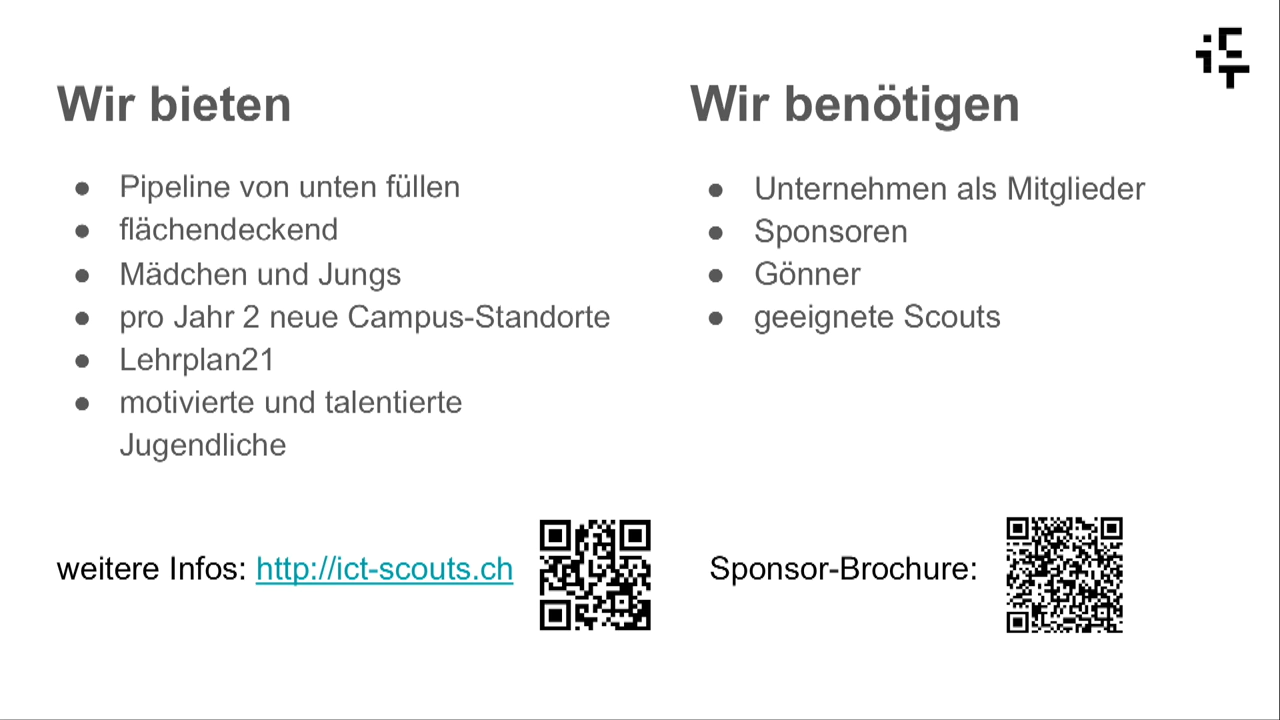 iCT
Wir bieten
● Pipeline von unten füllen
● flächendeckend
● Mädchen und Jungs
● pro Jahr 2 neue Campus-Standorte
● Lehrplan21
● motivierte und talentierte
Jugendliche
Wir benötigen
● Unternehmen als Mitglieder
● Sponsoren
● Gönner
● geeignete Scouts
weitere Infos: http://ict-scouts.ch
Sponsor-Brochure: